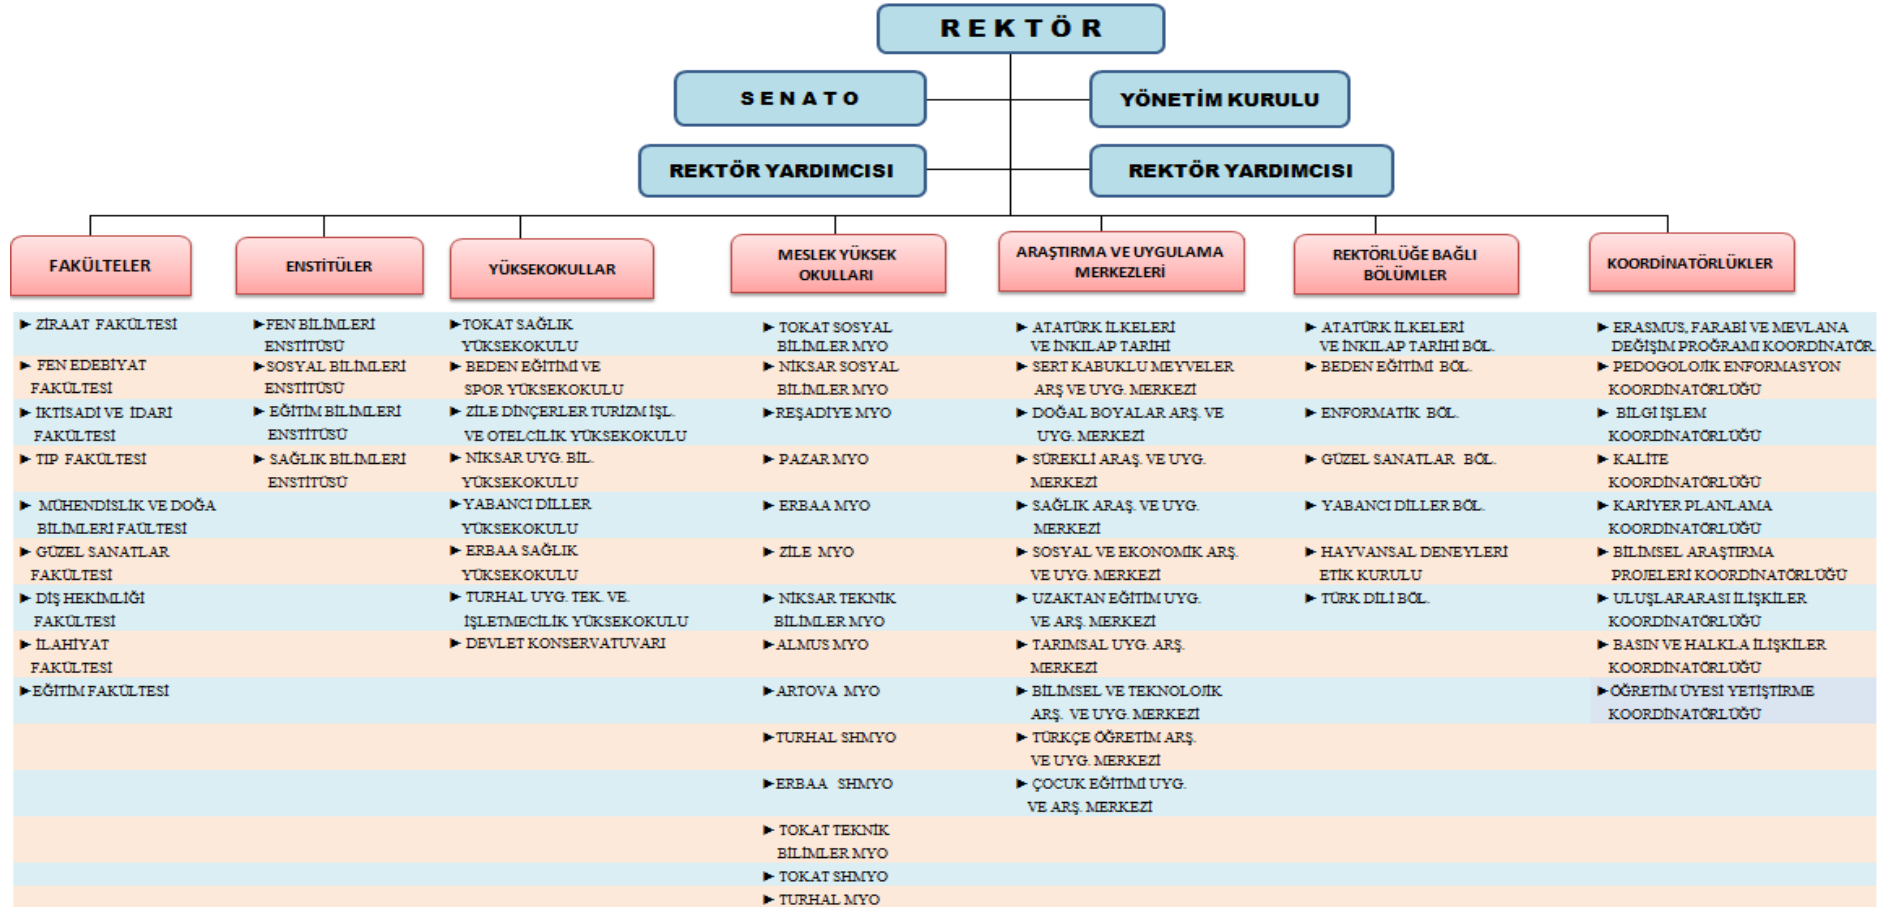 REKTÖR
SENATO
YÖNETİM KURULU
REKTÖR YARDIMCISI
REKTÖR YARDIMCISI
FAKÜLTELER
► ZİRAAT FAKÜLTESİ
► FEN EDEBİYAT
FAKÜLTESİ
► İKTİSADİ VE İDARİ
FAKÜLTESİ
► TIP FAKÜLTESİ
► MÜHENDİSLİK VE DOĞA
BİLİMLERİ FAÜLTESİ
► GÜZEL SANATLAR
FAKÜLTESİ
► DİŞ HEKİMLİĞİ
FAKÜLTESİ
► İLAHİYAT
FAKÜLTESİ
►EĞİTİM FAKÜLTESİ
ENSTİTÜLER
►FEN BİLİMLERİ
ENSTİTÜSÜ
►SOSYAL BİLİMLERİ
ENSTİTÜSÜ
► EĞİTİM BİLİMLERİ
ENSTİTÜSÜ
► SAĞLIK BİLİMLERİ
ENSTİTÜSÜ
YÜKSEKOKULLAR
►TOKAT SAĞLIK
YÜKSEKOKULU
► BEDEN EĞİTİMİ VE
SPOR YÜKSEKOKULU
► ZİLE DİNÇERLER TURİZM İŞL.
VE OTELCİLİK YÜKSEKOKULU
► NİKSAR UYG. BİL.
YÜKSEKOKULU
►YABANCI DİLLER
YÜKSEKOKULU
► ERBAA SAĞLIK
YÜKSEKOKULU
► TURHAL UYG. TEK. VE.
İŞLETMECİLİK YÜKSEKOKULU
► DEVLET KONSERVATUVARI
MESLEK YÜKSEK
OKULLARI
► TOKAT SOSYAL
BİLİMLER MYO
► NİKSAR SOSYAL
BİLİMLER MYO
►REŞADİYE MYO
► PAZAR MYO
► ERBAA MYO
► ZİLE MYO
► NİKSAR TEKNİK
BİLİMLER MYO
►ALMUS MYO
►ARTOVA MYO
►TURHAL SHMYO
►ERBAA SHMYO
► TOKAT TEKNİK
BİLİMLER MYO
► TOKAT SHMYO
► TURHAL MYO
ARAŞTIRMA VE UYGULAMA
MERKEZLERİ
► ATATÜRK İLKELERİ
VE İNKILAP TARİHİ
► SERT KABUKLU MEYVELER
ARŞ VE UYG. MERKEZİ
► DOĞAL BOYALAR ARŞ. VE
UYG. MERKEZİ
► SÜREKLİ ARAŞ. VE UYG.
MERKEZİ
► SAĞLIK ARAŞ. VE UYG.
MERKEZİ
► SOSYAL VE EKONOMİK ARŞ.
VE UYG. MERKEZİ
► UZAKTAN EĞİTİM UYG.
VE ARŞ. MERKEZİ
► TARIMSAL UYG. ARŞ.
MERKEZİ
► BİLİMSEL VE TEKNOLOJİK
ARŞ. VE UYG. MERKEZİ
► TÜRKÇE ÖĞRETİM ARŞ.
VE UYG. MERKEZİ
► ÇOCUK EĞİTİMİ UYG.
VE ARŞ. MERKEZİ
REKTÖRLÜĞE BAĞLI
BÖLÜMLER
► ATATÜRK İLKELERİ
VE İNKILAP TARİHİ BÖL.
► BEDEN EĞİTİMİ BÖL.
► ENFORMATİK BÖL.
► GÜZEL SANATLAR BÖL.
► YABANCI DİLLER BÖL.
► HAYVANSAL DENEYLERİ
ETİK KURULU
► TÜRK DİLİ BÖL.
KOORDİNATÖRLÜKLER
► ERASMUS, FARABİ VE MEVLANA
DEĞİŞİM PROĞRAMI KOORDİNATÖR.
► PEDOGOLOJİK ENFORMASYON
KOORDİNATÖRLÜĞÜ
► BİLGİ İŞLEM
KOORDİNATÖRLÜĞÜ
► KALİTE
KOORDİNATÖRLÜĞÜ
► KARİYER PLANLAMA
KOORDİNATÖRLÜĞÜ
► BİLİMSEL ARAŞTIRMA
PROJELERİ KOORDİNATÖRLÜĞÜ
► ULUŞLARARASI İLİŞKİLER
KOORDİNATÖRLÜĞÜ
► BASIN VE HALKLA İLİŞKİLER
KOORDİNATÖRLÜĞÜ
►ÖĞRETİM ÜYESİ YETİŞTİRME
KOORDİNATÖRLÜĞÜ